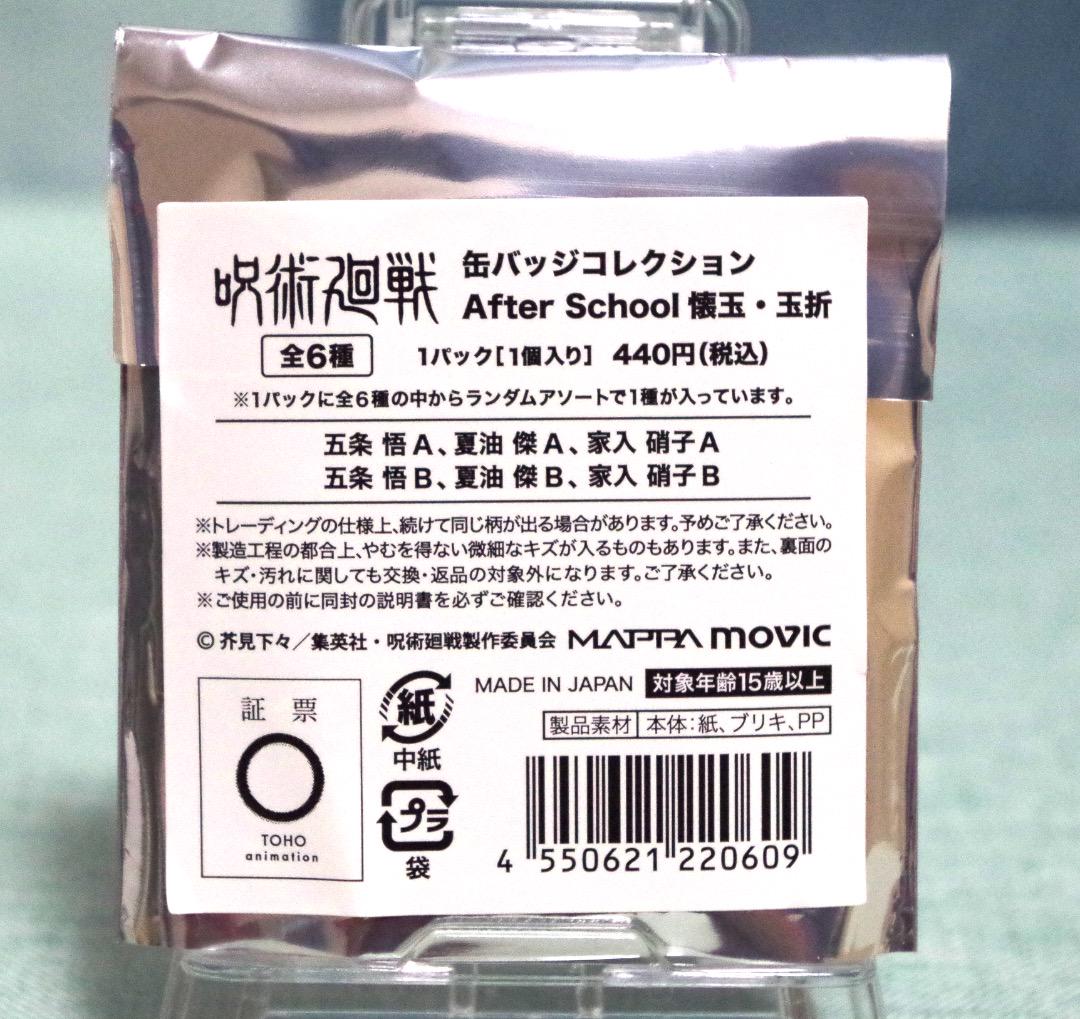 呪術廻戦
缶バッジコレクション
After School 懐玉・玉折
全6種
1パック[1個入り] 440円(税込)
※1パックに全6種の中からランダムアソートで1種が入っています。
五条 悟 A、夏油 傑 A、家入 硝子 A
五条 悟 B、夏油 傑 B、家入 硝子 B
※トレーディングの仕様上、続けて同じ柄が出る場合があります。予めご了承ください。
※製造工程の都合上、やむを得ない微細なキズが入るものもあります。また、裏面の
キズ・汚れに関しても交換・返品の対象外になります。ご了承ください。
※ご使用の前に同封の説明書を必ずご確認ください。
© 芥見下々／集英社・呪術廻戦製作委員会 MAPPA movic
証 票
TOHO
animation
紙
中紙
プラ
袋
MADE IN JAPAN 対象年齢15歳以上
製品素材 本体：紙、ブリキ、PP
4 550621 220609